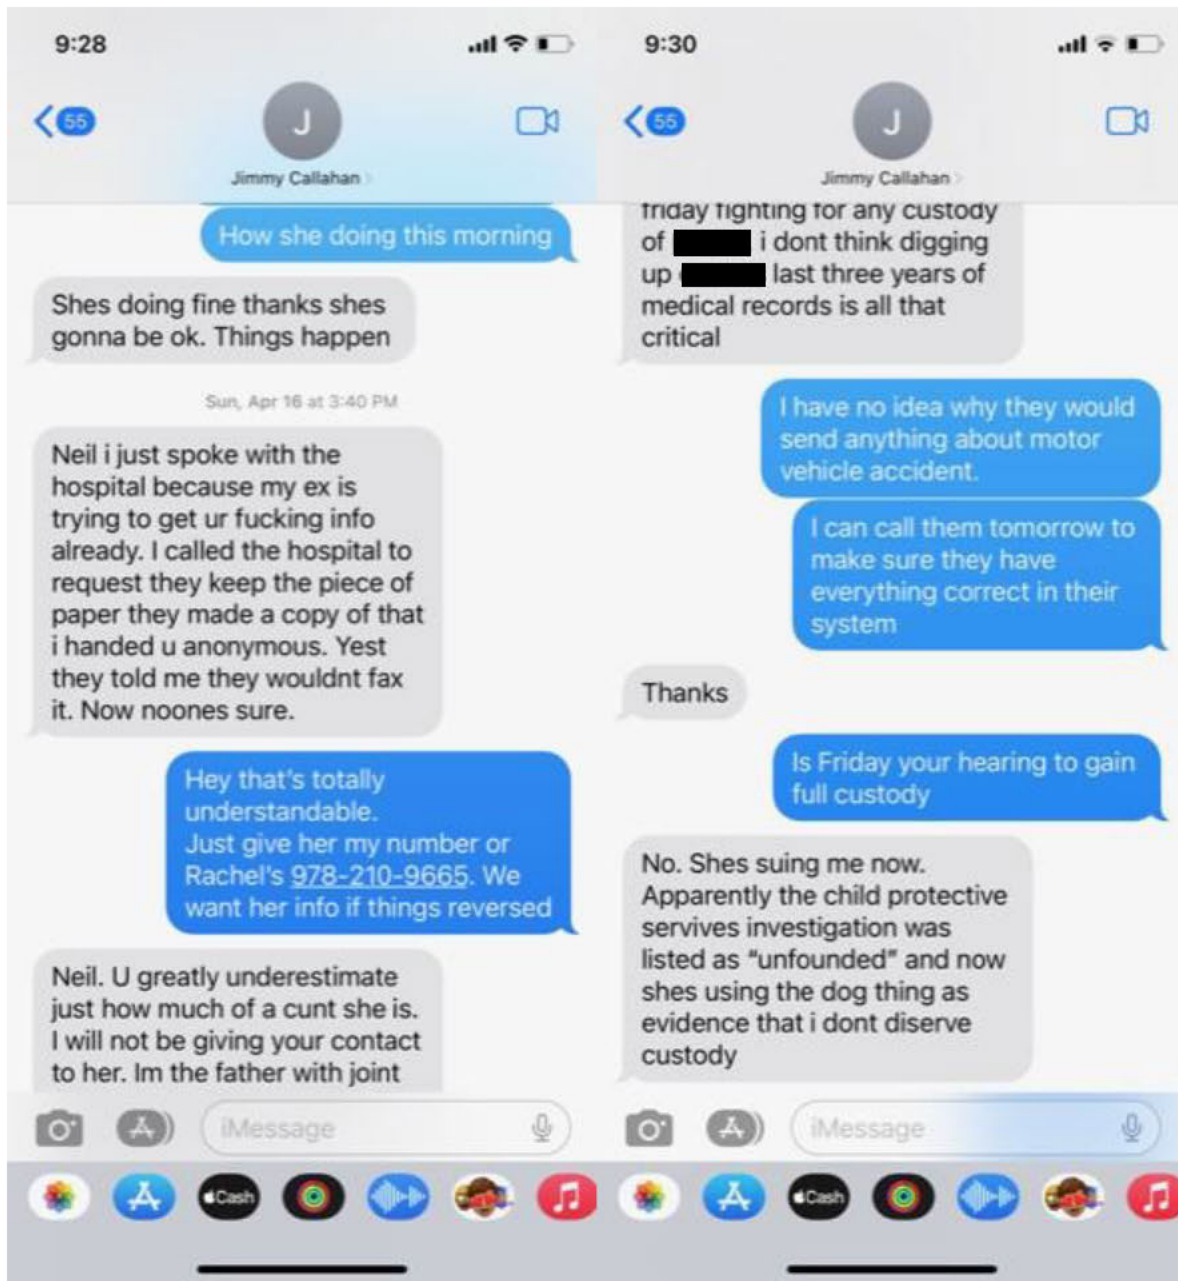 9:28
55
J
Jimmy Callahan
How she doing this morning
Shes doing fine thanks shes
gonna be ok. Things happen
Sun, Apr 16 at 3:40 PM
Neil i just spoke with the
hospital because my ex is
trying to get ur fucking info
already. I called the hospital to
request they keep the piece of
paper they made a copy of that
i handed u anonymous. Yest
they told me they wouldnt fax
it. Now noones sure.
Hey that's totally
understandable.
Just give her my number or
Rachel's 978-210-9665. We
want her info if things reversed
Neil. U greatly underestimate
just how much of a cunt she is.
I will not be giving your contact
to her. Im the father with joint
iMessage
Cash
9:30
55
J
Jimmy Callahan
friday fighting for any custody
of i dont think digging
up last three years of
medical records is all that
critical
I have no idea why they would
send anything about motor
vehicle accident.
I can call them tomorrow to
make sure they have
everything correct in their
system
Thanks
Is Friday your hearing to gain
full custody
No. Shes suing me now.
Apparently the child protective
servives investigation was
listed as “unfounded” and now
shes using the dog thing as
evidence that i dont diserve
custody
iMessage
Cash